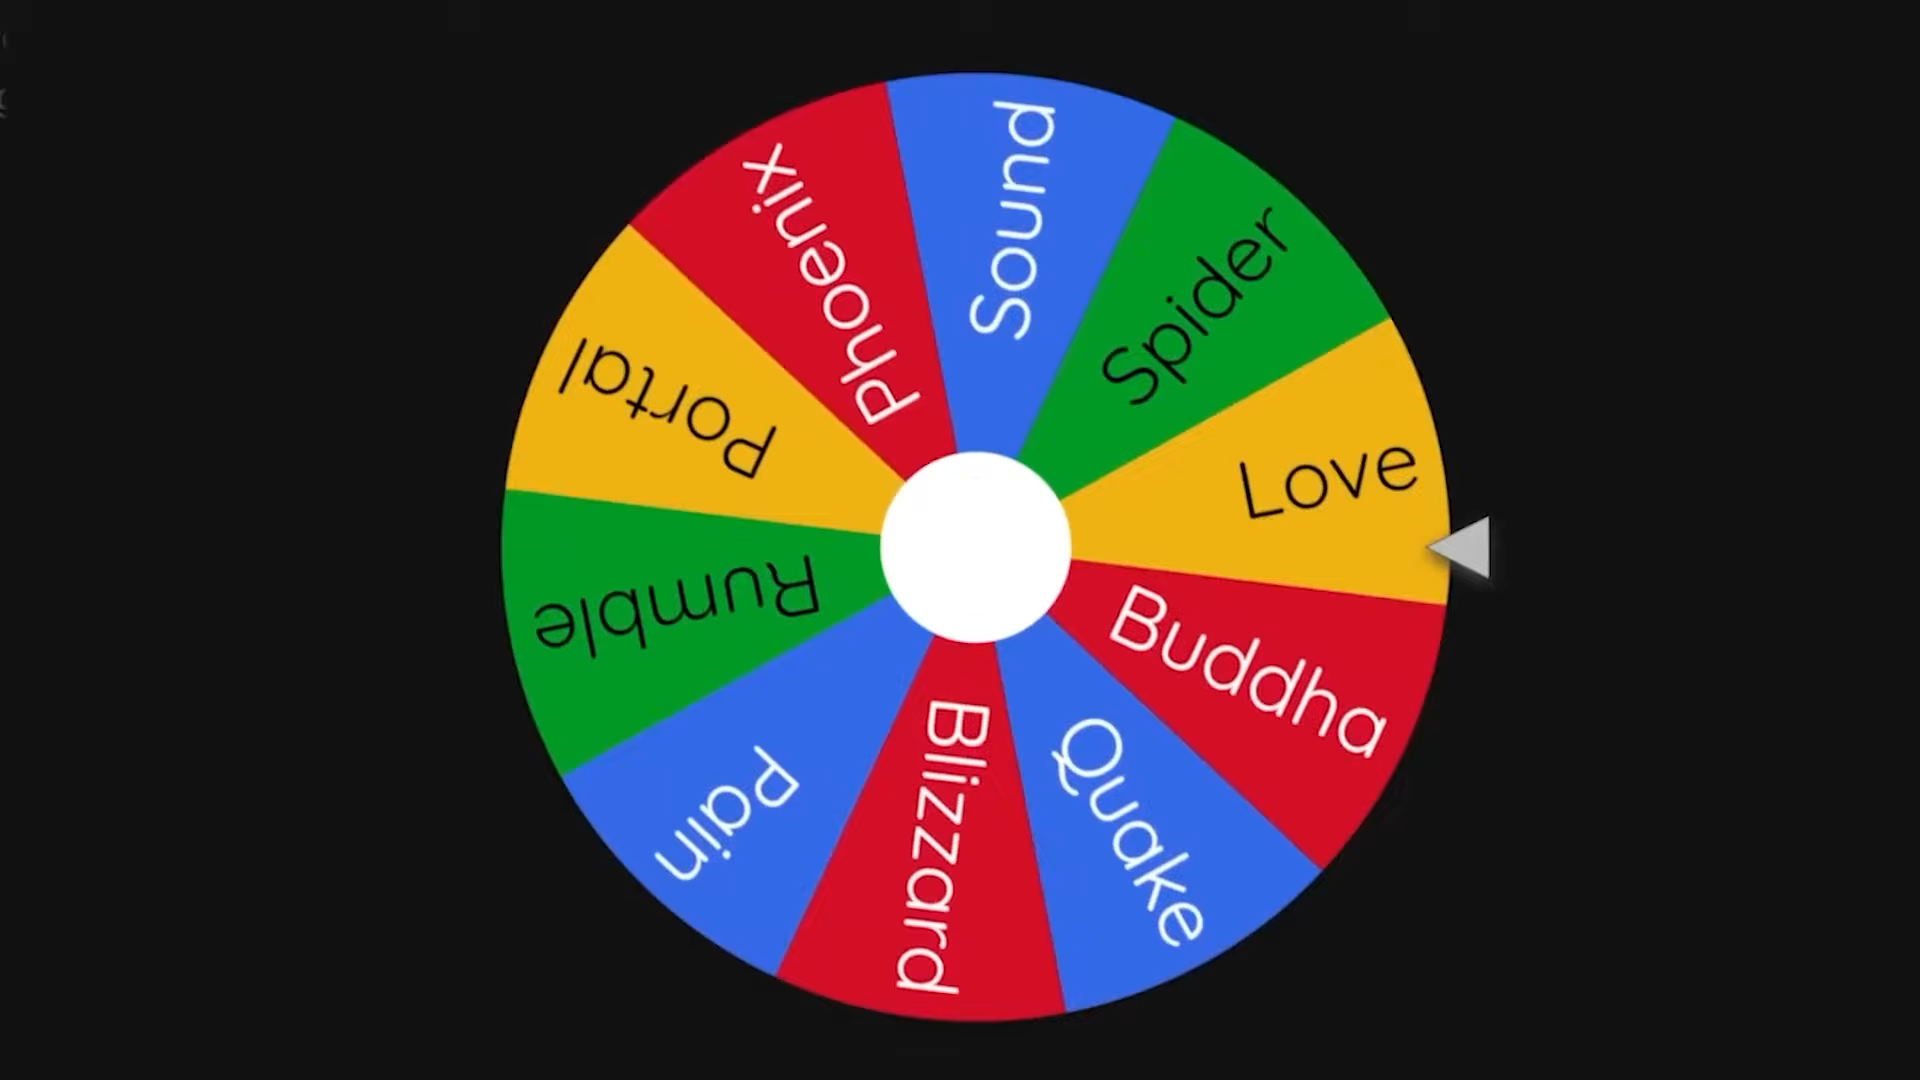 Sound
Spider
Love
Buddha
Quake
Blizzard
Pain
Rumble
Portal
Phoenix